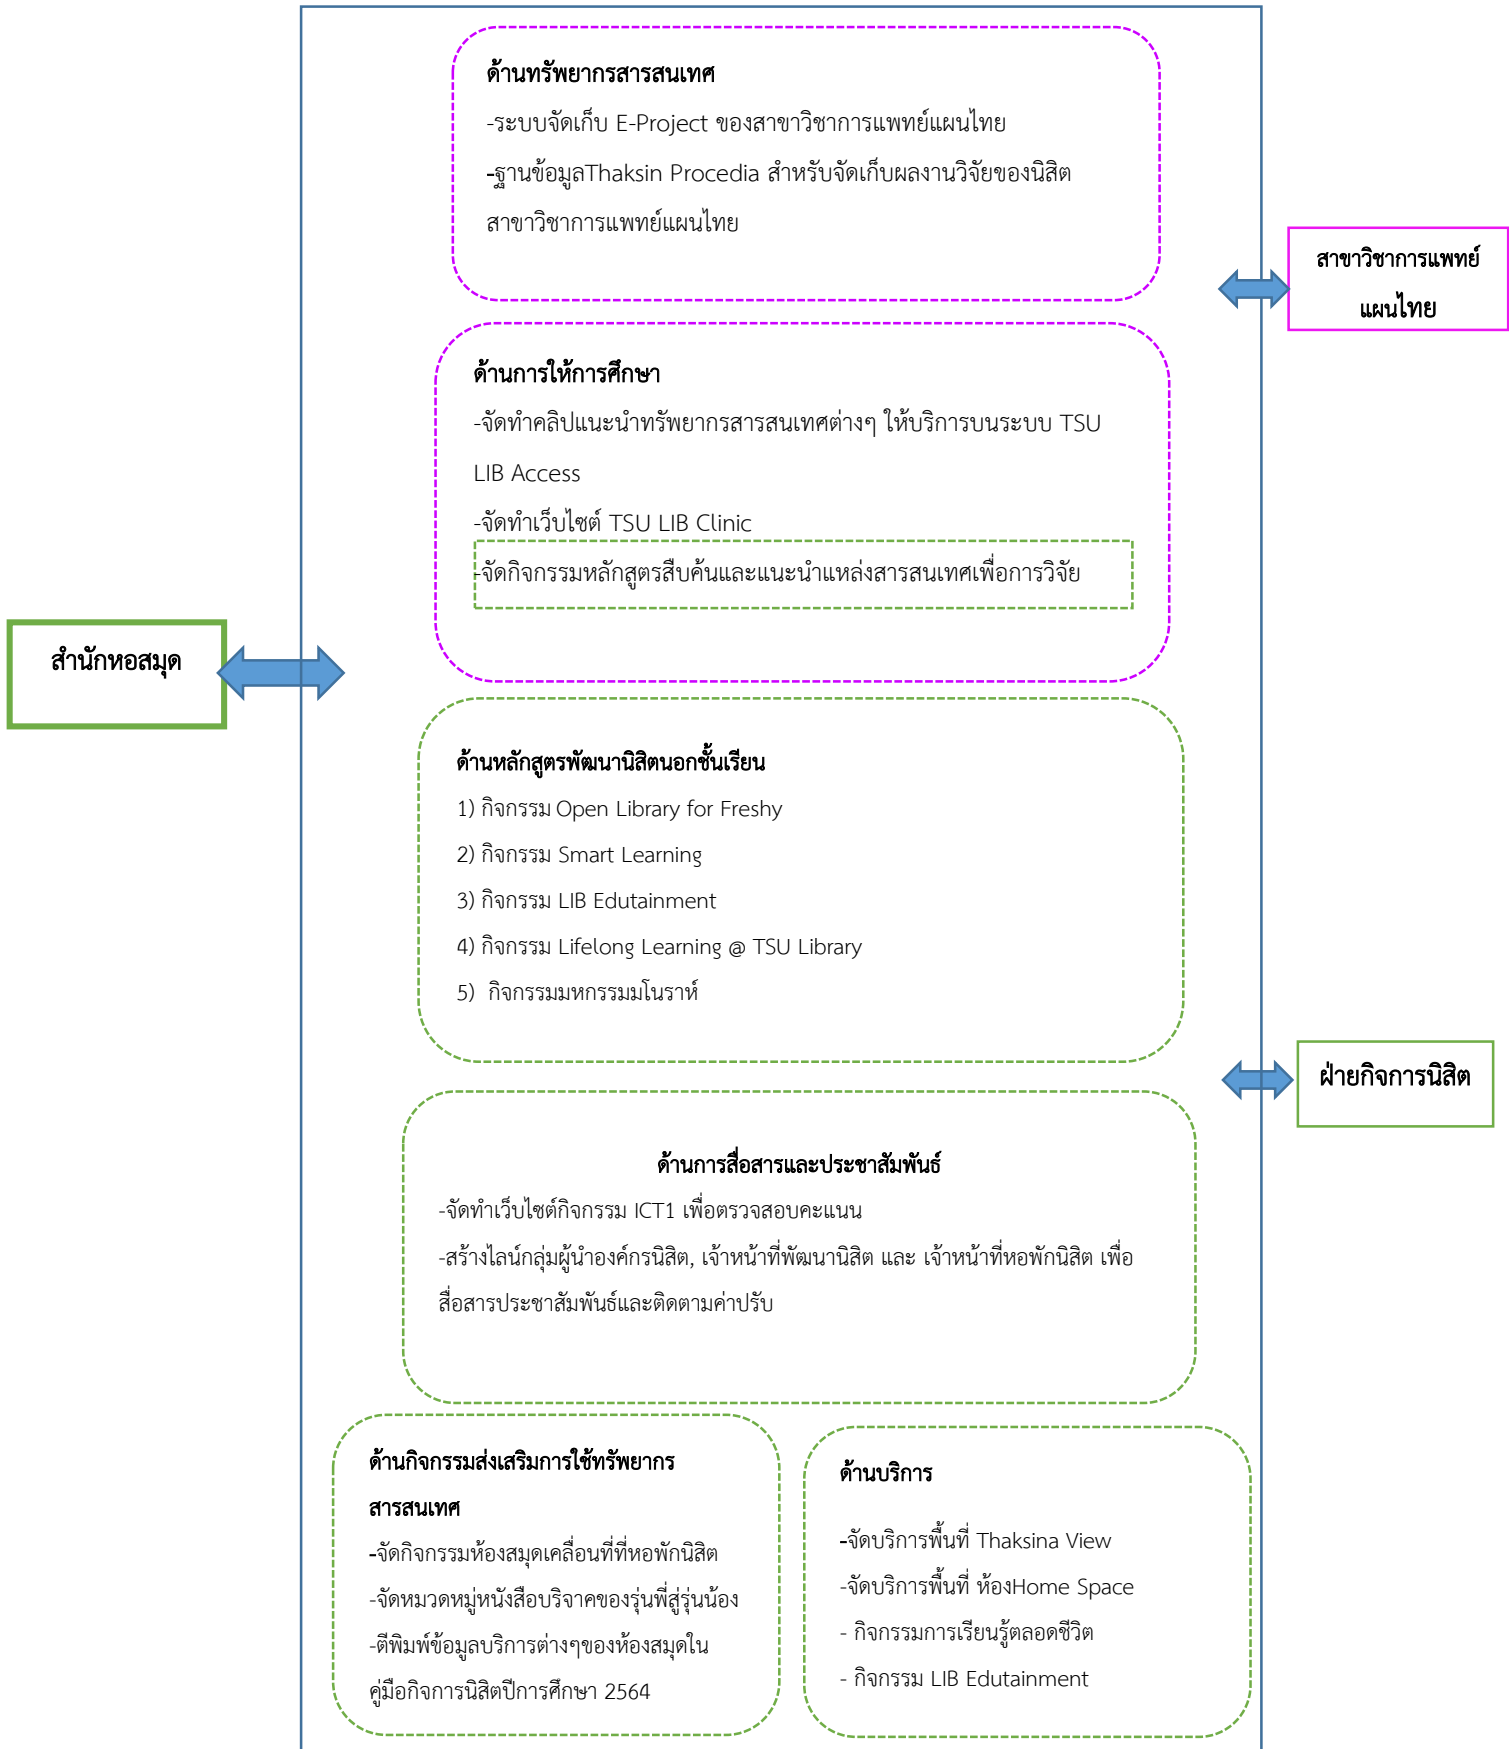 ด้านทรัพยากรสารสนเทศ
-ระบบจัดเก็บ E-Project ของสาขาวิชาการแพทย์แผนไทย
-ฐานข้อมูลThaksin Procedia สำหรับจัดเก็บผลงานวิจัยของนิสิต
สาขาวิชาการแพทย์แผนไทย
สาขาวิชาการแพทย์
แผนไทย
ด้านการให้การศึกษา
-จัดทำคลิปแนะนำทรัพยากรสารสนเทศต่างๆ ให้บริการบนระบบ TSU
LIB Access
-จัดทำเว็บไซต์ TSU LIB Clinic
-จัดกิจกรรมหลักสูตรสืบค้นและแนะนำแหล่งสารสนเทศเพื่อการวิจัย
สำนักหอสมุด
ด้านหลักสูตรพัฒนานิสิตนอกชั้นเรียน
1) กิจกรรม Open Library for Freshy
2) กิจกรรม Smart Learning
3) กิจกรรม LIB Edutainment
4) กิจกรรม Lifelong Learning @ TSU Library
5) กิจกรรมมหกรรมมโนราห์
ฝ่ายกิจการนิสิต
ด้านการสื่อสารและประชาสัมพันธ์
-จัดทำเว็บไซต์กิจกรรม ICT1 เพื่อตรวจสอบคะแนน
-สร้างไลน์กลุ่มผู้นำองค์กรนิสิต, เจ้าหน้าที่พัฒนานิสิต และ เจ้าหน้าที่หอพักนิสิต เพื่อ
สื่อสารประชาสัมพันธ์และติดตามค่าปรับ
ด้านกิจกรรมส่งเสริมการใช้ทรัพยากร
สารสนเทศ
-จัดกิจกรรมห้องสมุดเคลื่อนที่ที่หอพักนิสิต
-จัดหมวดหมู่หนังสือบริจาคของรุ่นพี่สู่รุ่นน้อง
-ตีพิมพ์ข้อมูลบริการต่างๆของห้องสมุดใน
คู่มือกิจการนิสิตปีการศึกษา 2564
ด้านบริการ
-จัดบริการพื้นที่ Thaksina View
-จัดบริการพื้นที่ ห้องHome Space
- กิจกรรมการเรียนรู้ตลอดชีวิต
- กิจกรรม LIB Edutainment